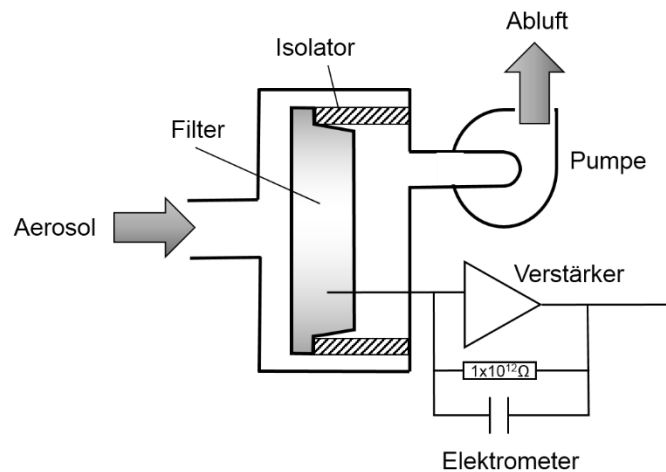 Abluft
Isolator
Filter
Pumpe
Aerosol
Verstärker
1x10¹²Ω
Elektrometer